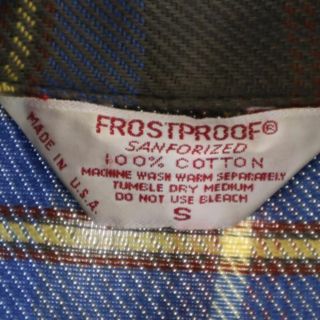 FROSTPROOF®
SANFORIZED
100% COTTON
MACHINE WASH WARM SEPARATELY
TUMBLE DRY MEDIUM
DO NOT USE BLEACH
S
MADE IN U.S.A.